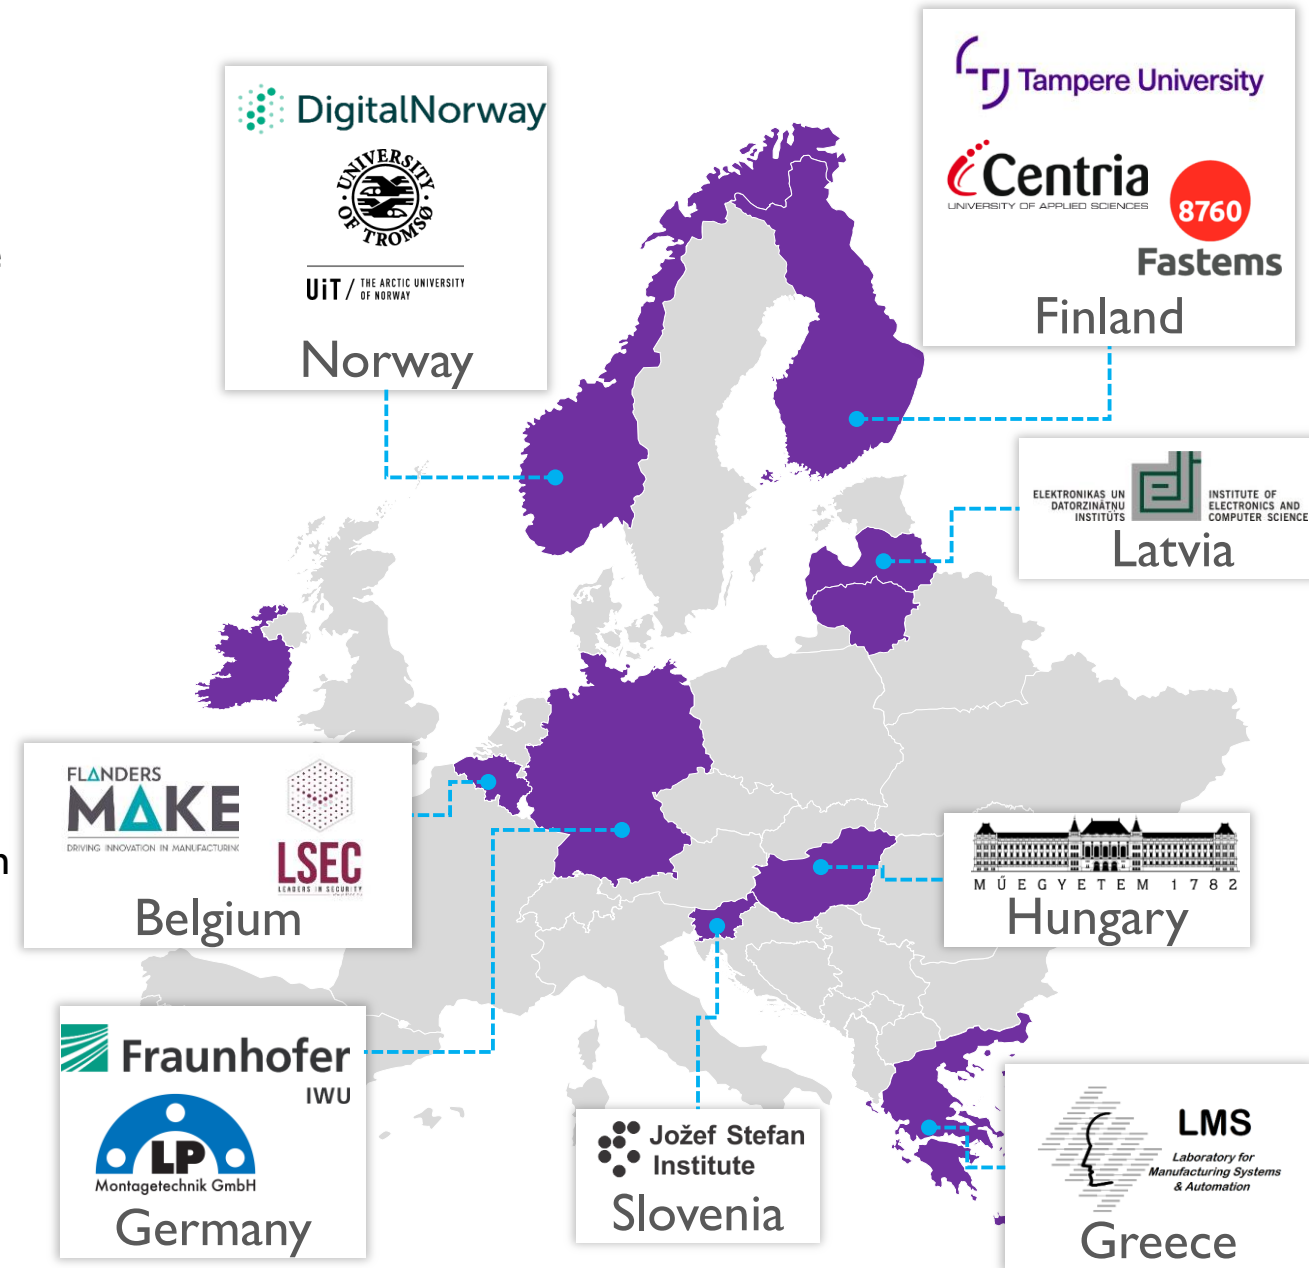 DigitalNorway
UNIVERSITY
OF TROMSØ
UiT / THE ARCTIC UNIVERSITY
OF NORWAY
Norway
Tampere University
Centria
UNIVERSITY OF APPLIED SCIENCES
8760
Fastems
Finland
ELEKTRONIKAS UN
DATORZINĀTŅU
INSTITŪTS
INSTITUTE OF
ELECTRONICS AND
COMPUTER SCIENCE
Latvia
FLANDERS
MAKE
DRIVING INNOVATION IN MANUFACTURING
LSEC
LEADERS IN SECURITY
Belgium
MŰEGYETEM 1782
Hungary
Fraunhofer
IWU
LP
Montagetechnik GmbH
Germany
Jožef Stefan
Institute
Slovenia
LMS
Laboratory for
Manufacturing Systems
& Automation
Greece